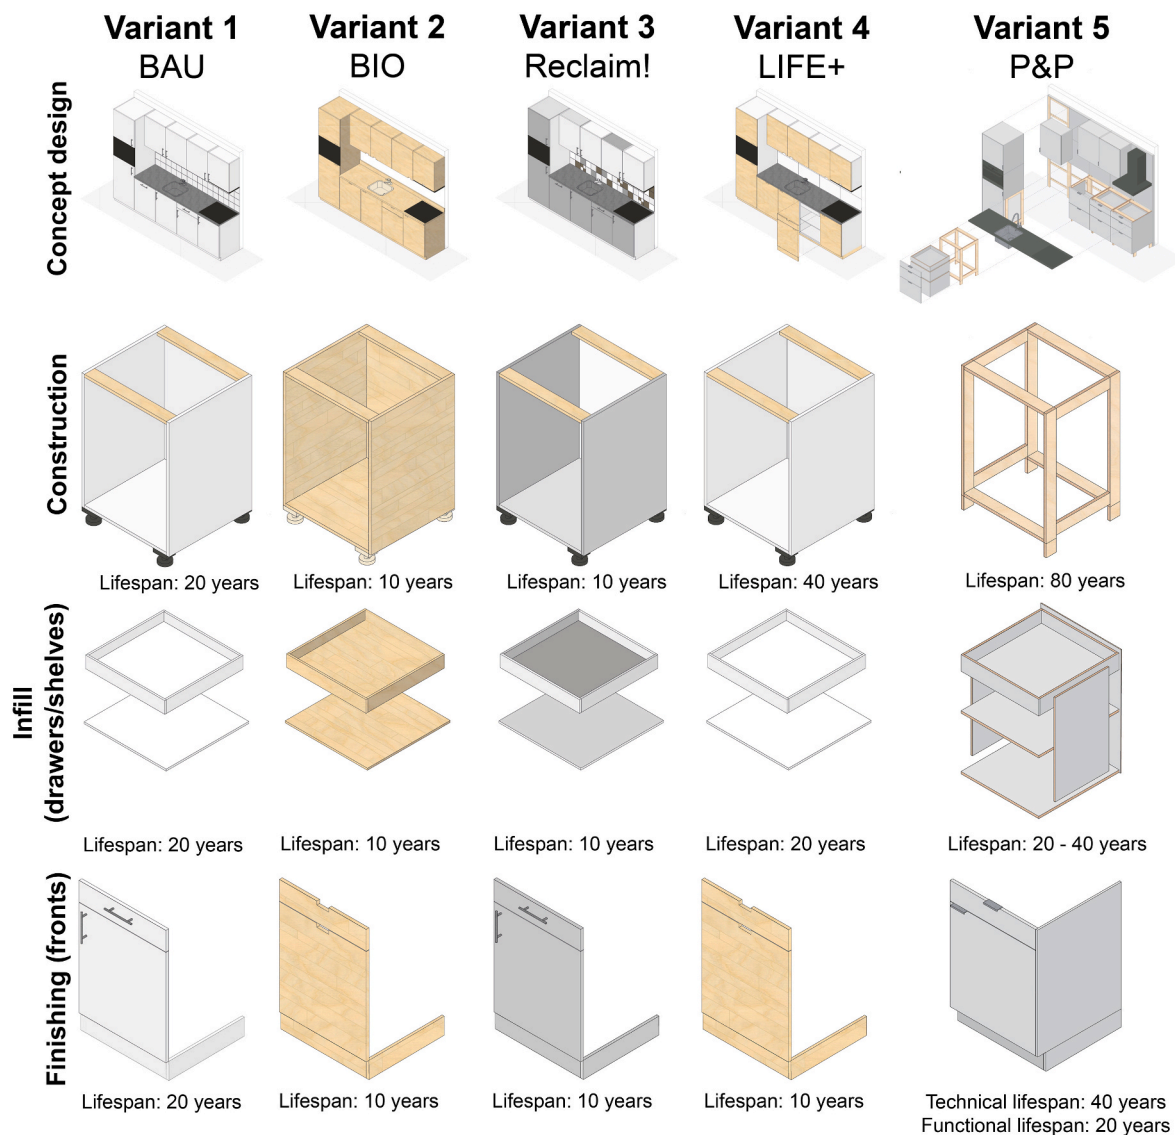 Variant 1
BAU
Variant 2
BIO
Variant 3
Reclaim!
Variant 4
LIFE+
Variant 5
P&P
Concept design
Construction
Lifespan: 20 years
Lifespan: 10 years
Lifespan: 10 years
Lifespan: 40 years
Lifespan: 80 years
Infill
(drawers/shelves)
Lifespan: 20 years
Lifespan: 10 years
Lifespan: 10 years
Lifespan: 20 years
Lifespan: 20 - 40 years
Finishing (fronts)
Lifespan: 20 years
Lifespan: 10 years
Lifespan: 10 years
Lifespan: 10 years
Technical lifespan: 40 years
Functional lifespan: 20 years